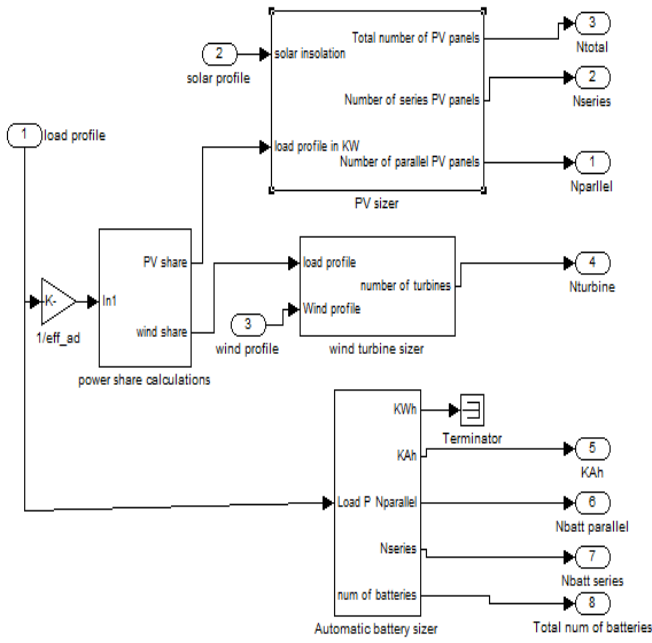 Total number of PV panels
3
Ntotal
2
solar insolation
solar profile
Number of series PV panels
2
Nseries
1
load profile
load profile in KW
Number of parallel PV panels
1
Nparllel
PV sizer
PV share
load profile
number of turbines
4
Nturbine
K-
In1
1/eff_ad
Wind profile
3
wind profile
wind share
wind turbine sizer
power share calculations
KWh
Terminator
KAh
5
KAh
Load P
Nparallel
6
Nbatt parallel
Nseries
7
Nbatt series
num of batteries
8
Total num of batteries
Automatic battery sizer